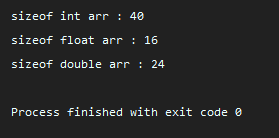 sizeof int arr : 40
sizeof float arr : 16
sizeof double arr : 24
Process finished with exit code 0